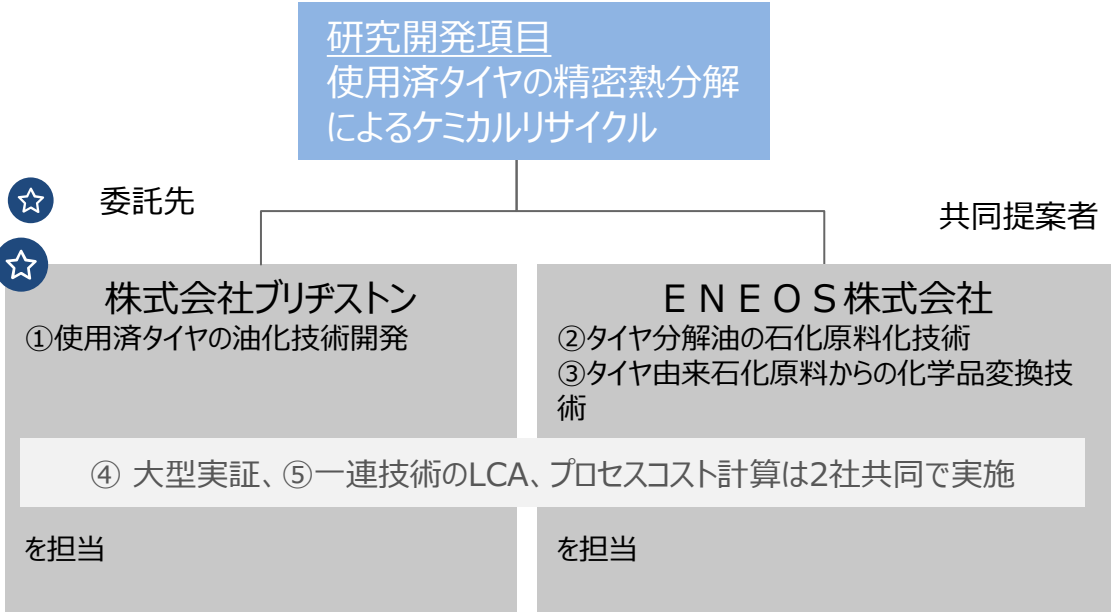 研究開発項目
使用済タイヤの精密熱分解
によるケミカルリサイクル
委託先
共同提案者
株式会社ブリヂストン
①使用済タイヤの油化技術開発
ＥＮＥＯＳ株式会社
②タイヤ分解油の石化原料化技術
③タイヤ由来石化原料からの化学品変換技
術
④ 大型実証、⑤一連技術のLCA、プロセスコスト計算は2社共同で実施
を担当
を担当